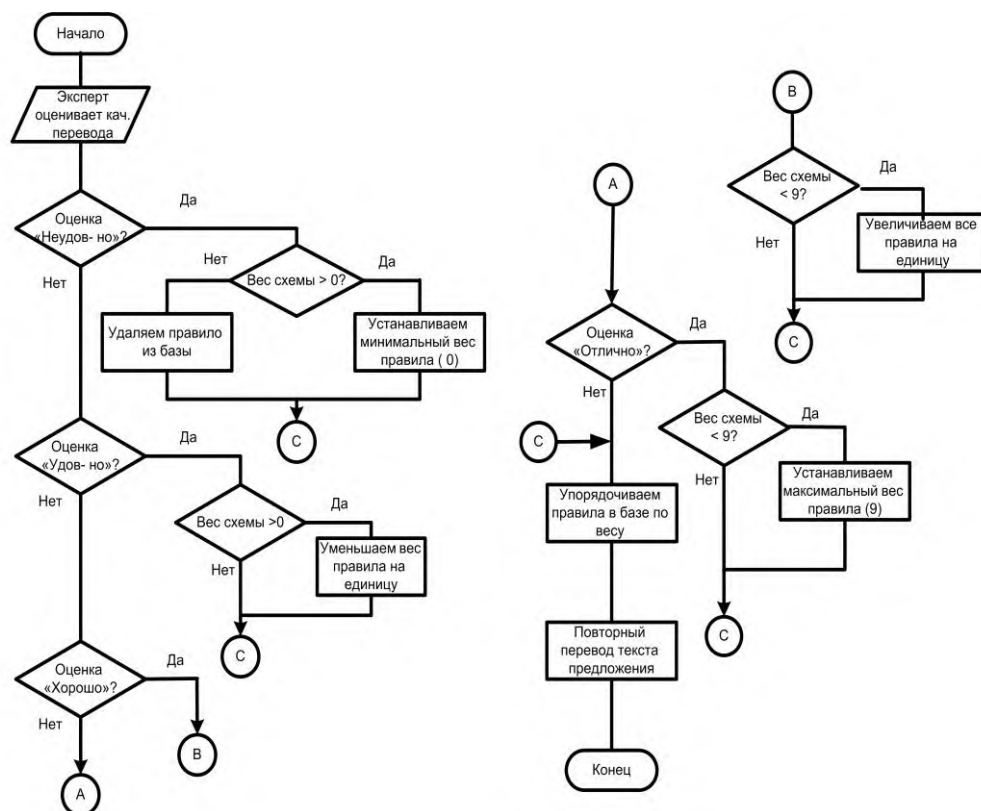 Начало
Эксперт
оценивает кач.
перевода
Да
Оценка
«Неудов- но»?
Нет
Нет
Вес схемы > 0?
Да
Удаляем правило
из базы
Устанавливаем
минимальный вес
правила ( 0)
C
Оценка
«Удов- но»?
Да
Нет
Вес схемы >0
Да
Нет
Уменьшаем вес
правила на
единицу
C
Оценка
«Хорошо»?
Да
Нет
B
A
B
Вес схемы
< 9?
Да
Нет
Увеличиваем все
правила на
единицу
C
A
Оценка
«Отлично»?
Да
Нет
Вес схемы
< 9?
Да
Нет
C
Устанавливаем
максимальный вес
правила (9)
Упорядочиваем
правила в базе по
весу
C
Повторный
перевод текста
предложения
Конец